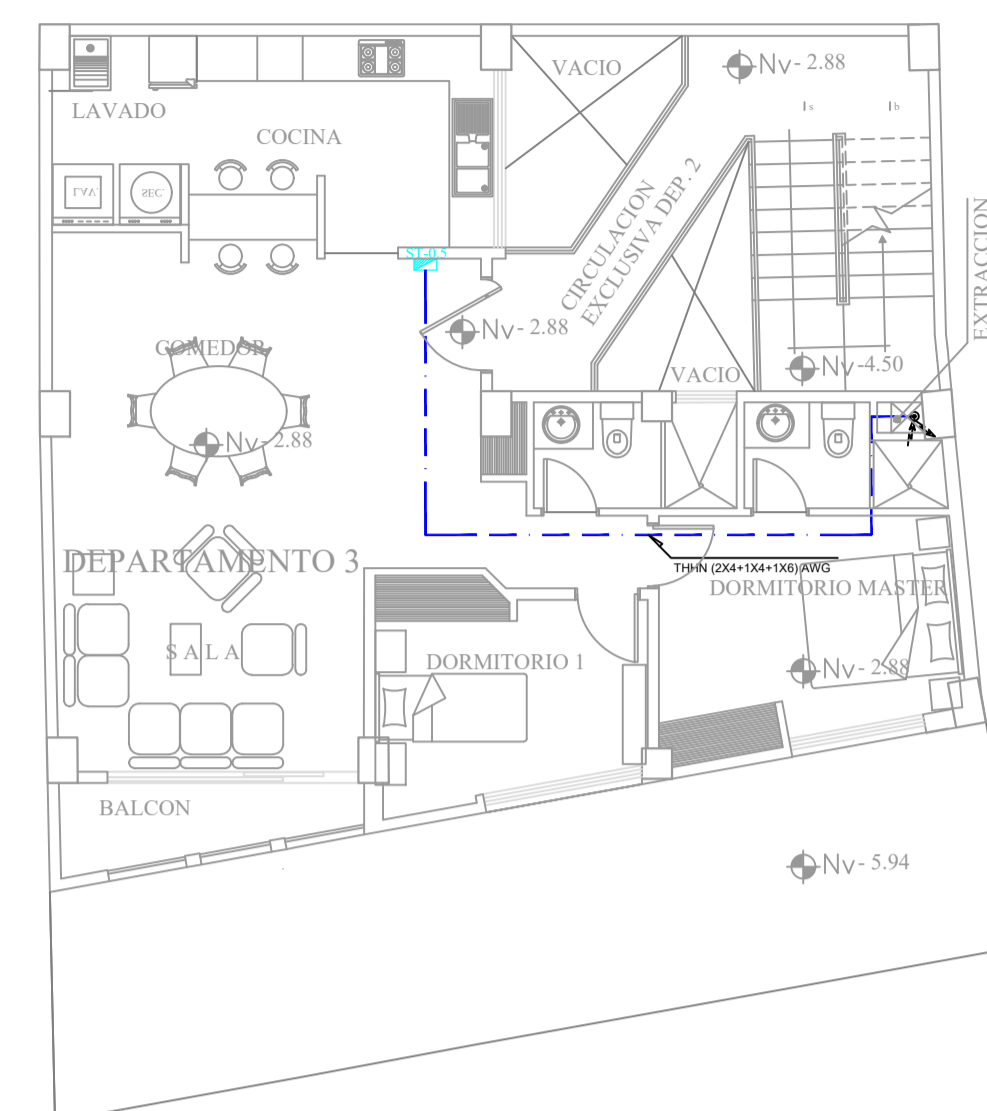 VACIO
Nv- 2.88
LAVADO
COCINA
s
b
LAV.
SEC.
CIRCULACION
EXCLUSIVA DEP. 2
EXTRACCION
ST-0.5
Nv- 2.88
COMEDOR
Nv-4.50
VACIO
Nv- 2.88
DEPARTAMENTO 3
THHN (2X4+1X4+1X6) AWG
DORMITORIO MASTER
SALA
DORMITORIO 1
Nv- 2.88
BALCON
Nv- 5.94